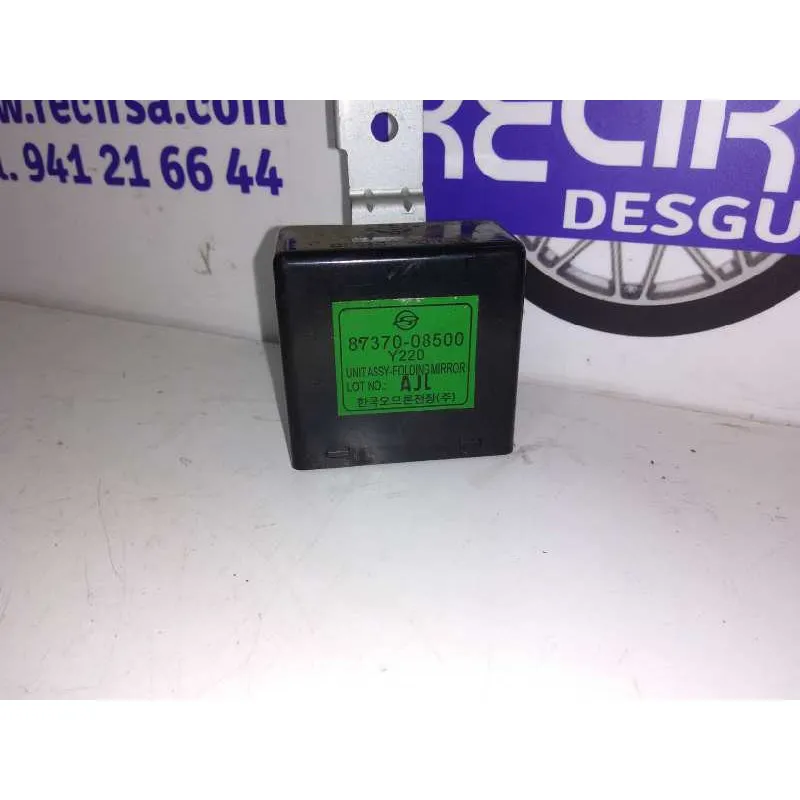 www.recirsa.com
. 941 21 66 44
RECIR
DESGU
87370-08500
Y220
UNIT ASSY-FOLDING MIRROR
LOT NO.: AJL
한국오므론전장(주)